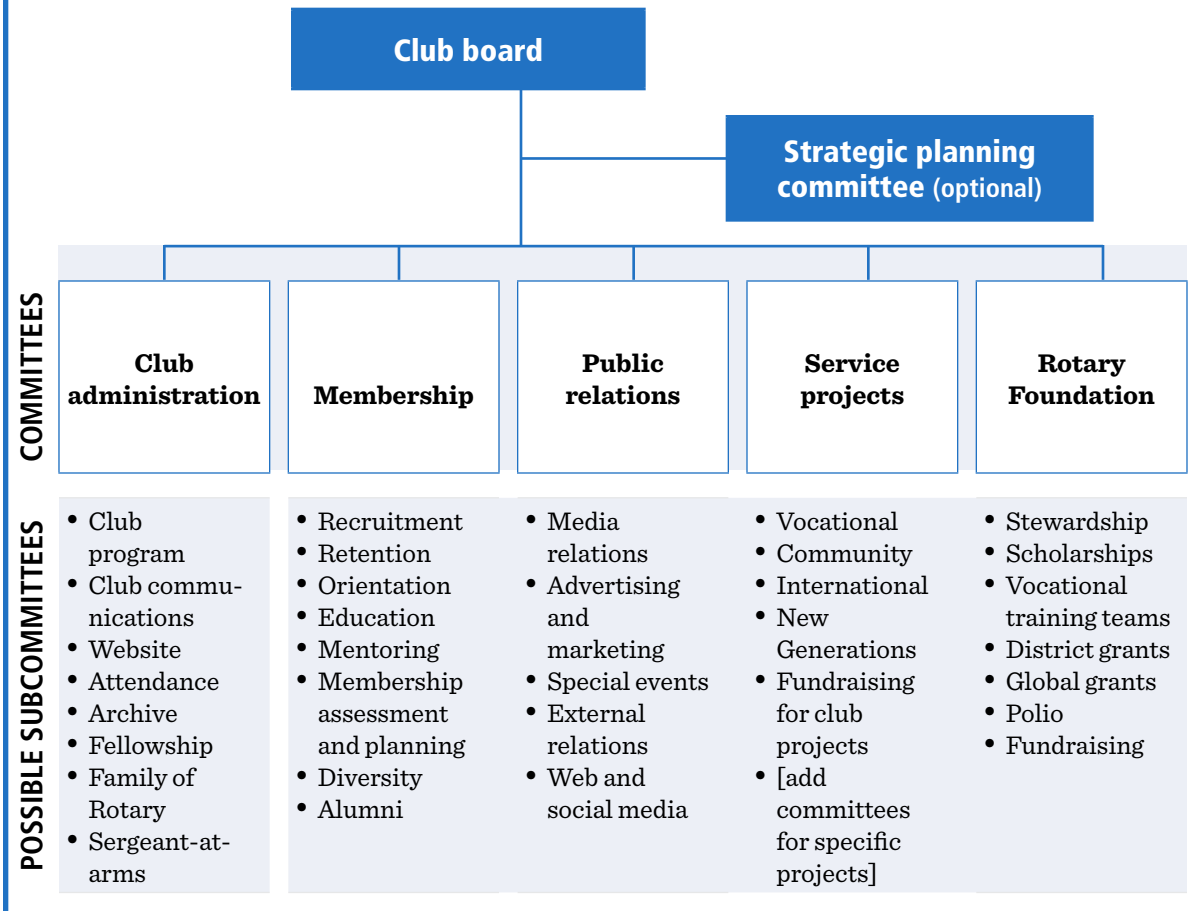 Club board
Strategic planning
committee (optional)
COMMITTEES
Club
administration
Membership
Public
relations
Service
projects
Rotary
Foundation
POSSIBLE SUBCOMMITTEES
• Club
program
• Club commu-
nications
• Website
• Attendance
• Archive
• Fellowship
• Family of
Rotary
• Sergeant-at-
arms
• Recruitment
• Retention
• Orientation
• Education
• Mentoring
• Membership
assessment
and planning
• Diversity
• Alumni
• Media
relations
• Advertising
and
marketing
• Special events
• External
relations
• Web and
social media
• Vocational
• Community
• International
• New
Generations
• Fundraising
for club
projects
• [add
committees
for specific
projects]
• Stewardship
• Scholarships
• Vocational
training teams
• District grants
• Global grants
• Polio
• Fundraising